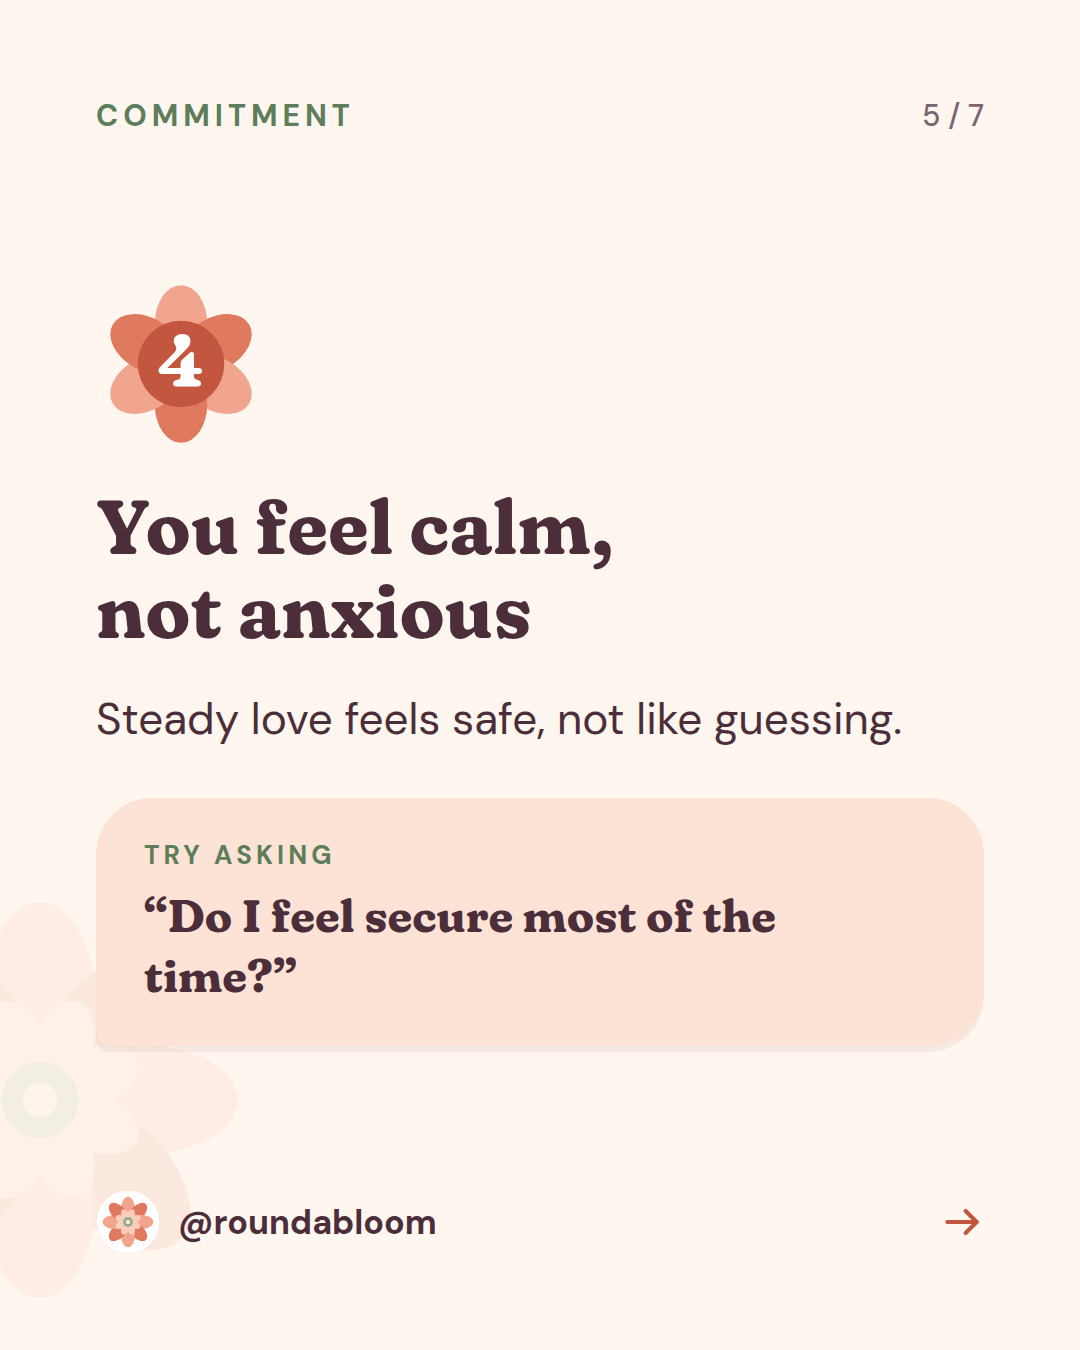 COMMITMENT
5 / 7
4
You feel calm,
not anxious
Steady love feels safe, not like guessing.
TRY ASKING
“Do I feel secure most of the
time?”
@roundabloom